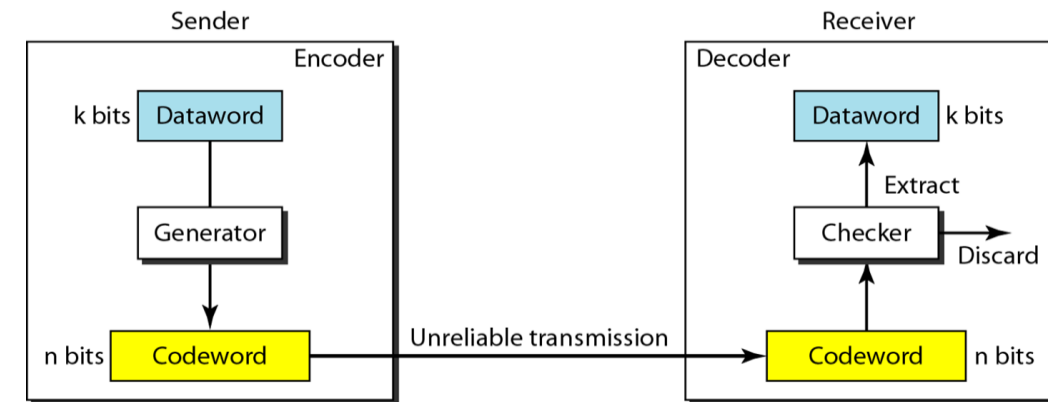 Sender
Receiver
Encoder
Decoder
k bits
Dataword
Dataword
k bits
Extract
Generator
Checker
Discard
Unreliable transmission
n bits
Codeword
Codeword
n bits